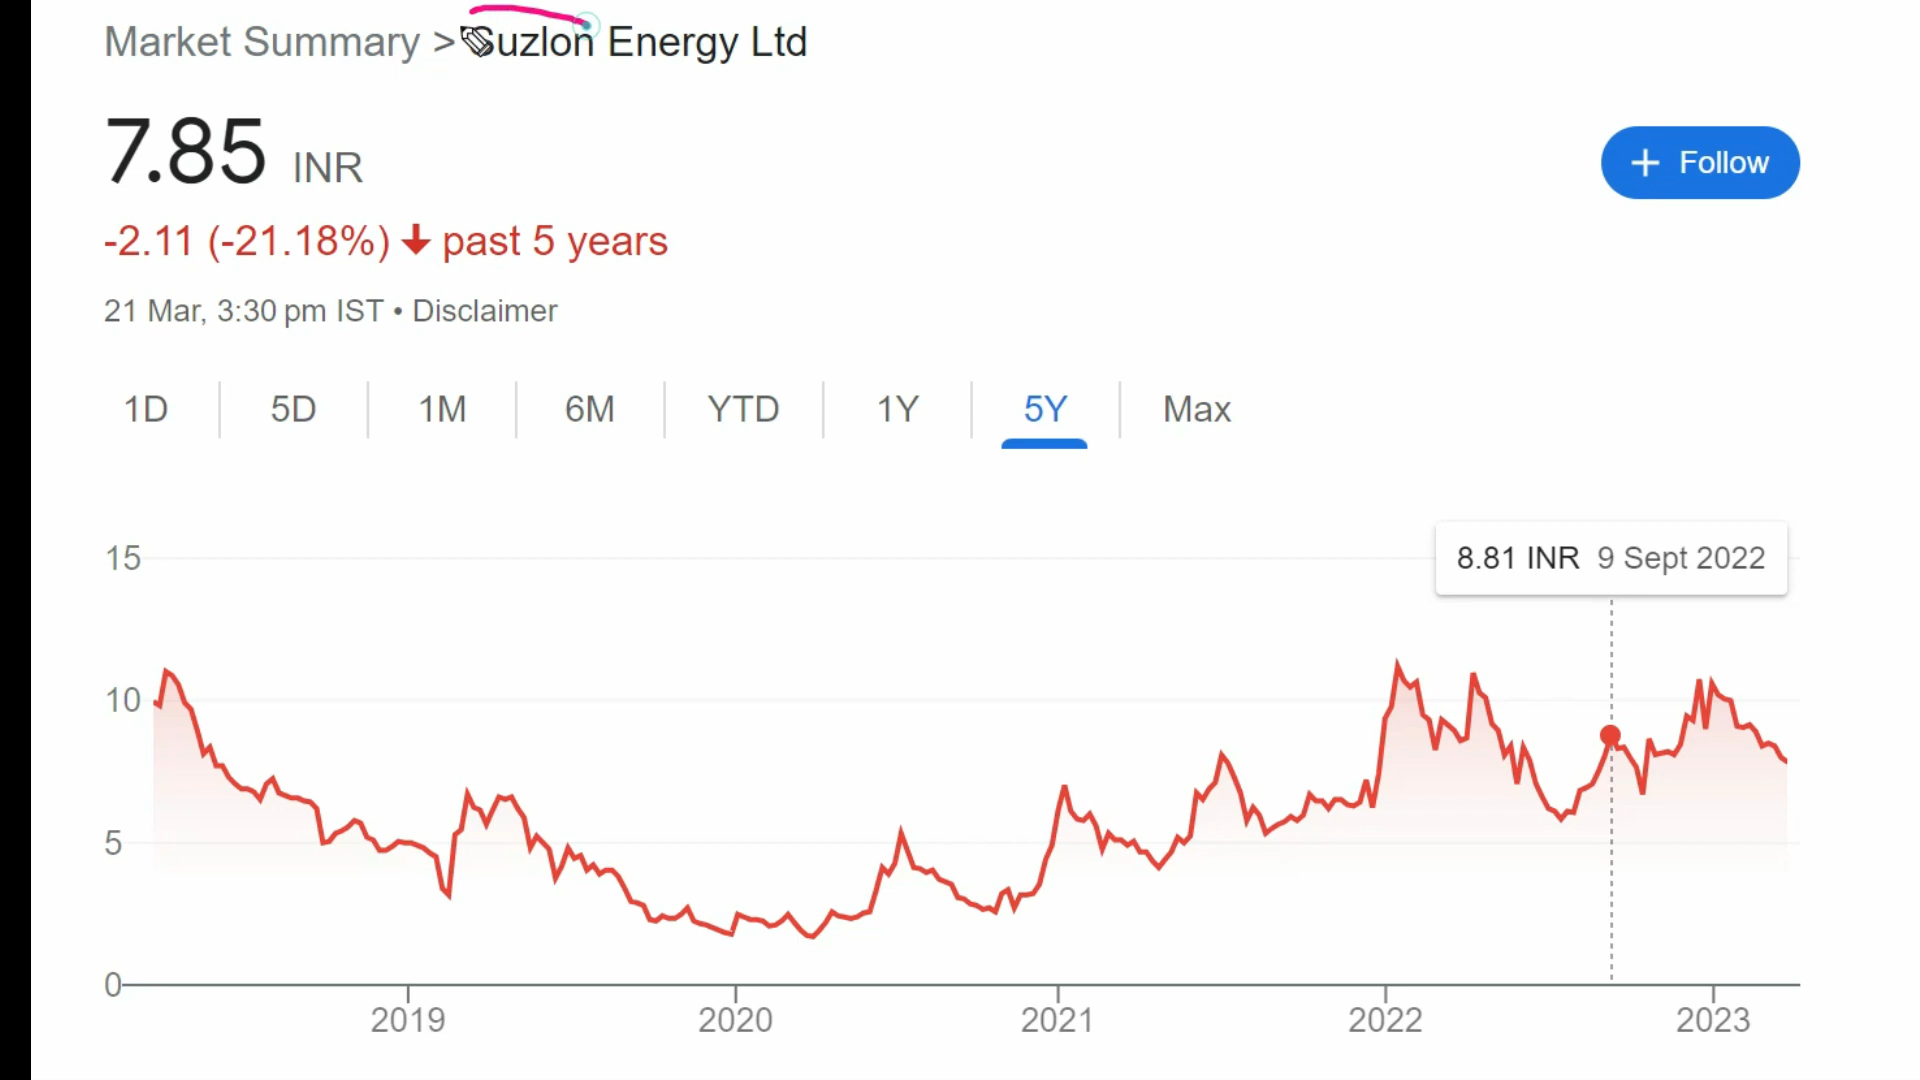 Market Summary > Suzlon Energy Ltd
7.85 INR
+ Follow
-2.11 (-21.18%) ↓ past 5 years
21 Mar, 3:30 pm IST • Disclaimer
1D 5D 1M 6M YTD 1Y 5Y Max
15
8.81 INR 9 Sept 2022
10
5
0
2019 2020 2021 2022 2023